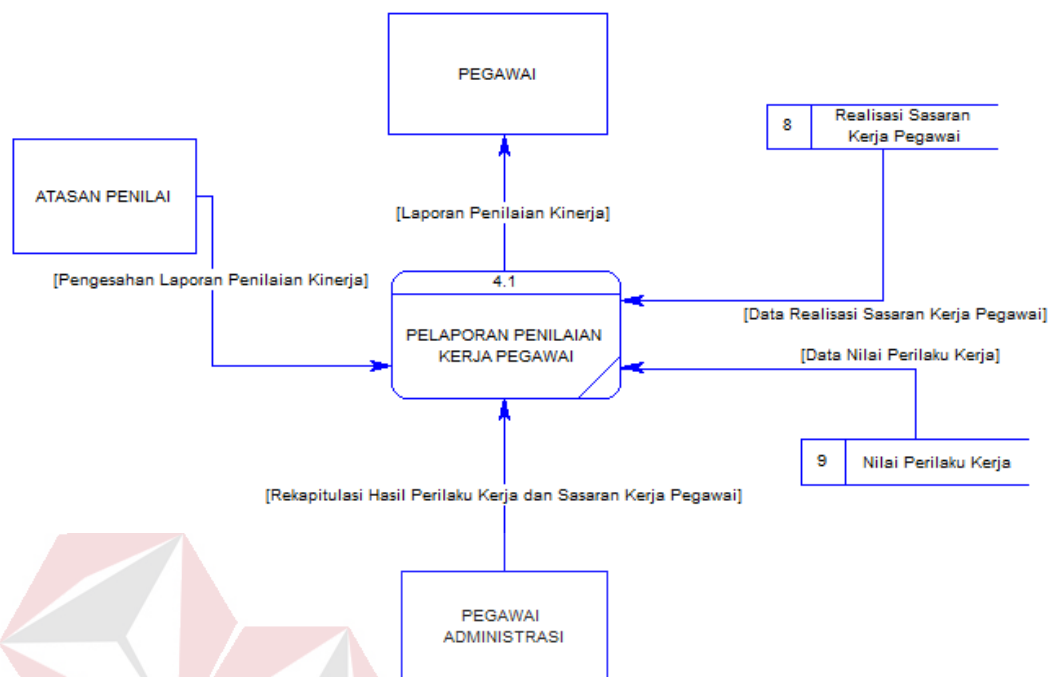 PEGAWAI
8
Realisasi Sasaran
Kerja Pegawai
ATASAN PENILAI
[Laporan Penilaian Kinerja]
[Pengesahan Laporan Penilaian Kinerja]
4.1
[Data Realisasi Sasaran Kerja Pegawai]
PELAPORAN PENILAIAN
KERJA PEGAWAI
[Data Nilai Perilaku Kerja]
9
Nilai Perilaku Kerja
[Rekapitulasi Hasil Perilaku Kerja dan Sasaran Kerja Pegawai]
PEGAWAI
ADMINISTRASI